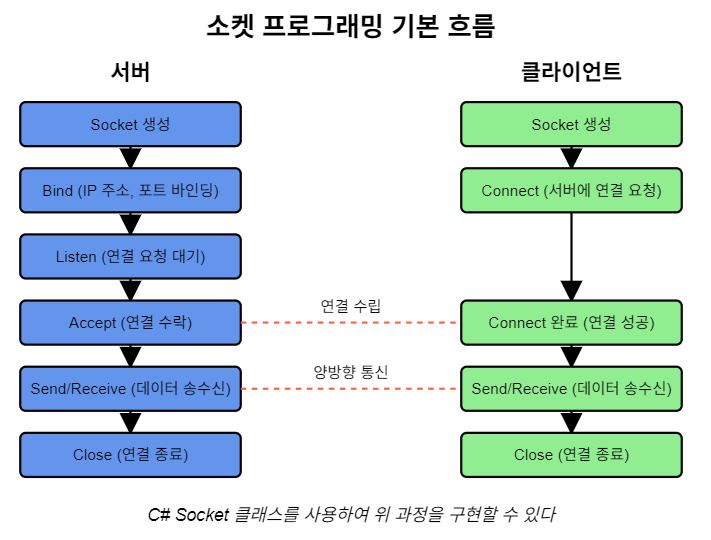 소켓 프로그래밍 기본 흐름
서버
클라이언트
Socket 생성
Socket 생성
Bind (IP 주소, 포트 바인딩)
Connect (서버에 연결 요청)
Listen (연결 요청 대기)
Accept (연결 수락)
연결 수립
Connect 완료 (연결 성공)
Send/Receive (데이터 송수신)
양방향 통신
Send/Receive (데이터 송수신)
Close (연결 종료)
Close (연결 종료)
C# Socket 클래스를 사용하여 위 과정을 구현할 수 있다